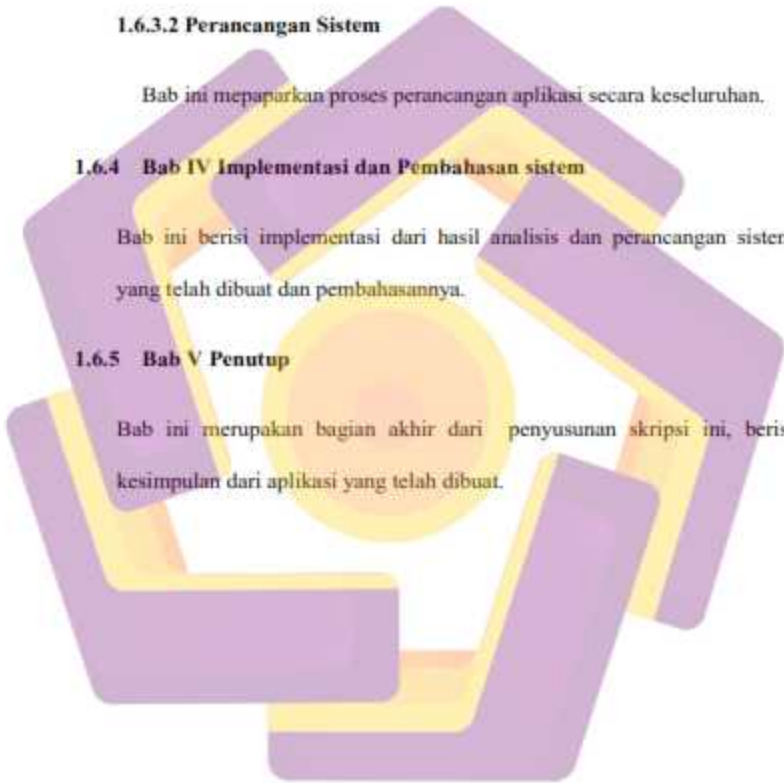 1.6.3.2 Perancangan Sistem
Bab ini mepaparkan proses perancangan aplikasi secara keseluruhan.
1.6.4 Bab IV Implementasi dan Pembahasan sistem
Bab ini berisi implementasi dari hasil analisis dan perancangan sistem
yang telah dibuat dan pembahasannya.
1.6.5 Bab V Penutup
Bab ini merupakan bagian akhir dari penyusunan skripsi ini, beris
kesimpulan dari aplikasi yang telah dibuat.